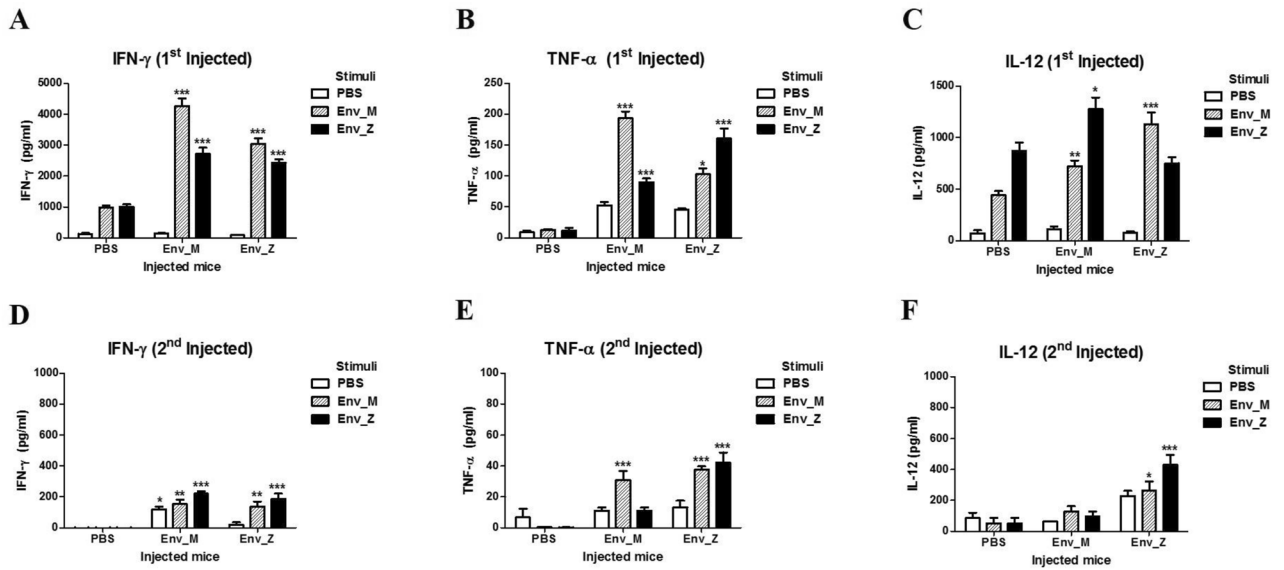 A
IFN-γ (1st Injected)
Stimuli
PBS
Env_M
Env_Z
IFN-γ (pg/ml)
5000
4000
3000
2000
1000
0
***
***
***
***
PBS
Env_M
Env_Z
Injected mice
B
TNF-α (1st Injected)
Stimuli
PBS
Env_M
Env_Z
TNF-α (pg/ml)
250
200
150
100
50
0
***
***
*
***
PBS
Env_M
Env_Z
Injected mice
C
IL-12 (1st Injected)
Stimuli
PBS
Env_M
Env_Z
IL-12 (pg/ml)
1500
1000
500
0
**
*
***
PBS
Env_M
Env_Z
Injected mice
D
IFN-γ (2nd Injected)
Stimuli
PBS
Env_M
Env_Z
IFN-γ (pg/ml)
1000
800
600
400
200
0
*
**
***
**
***
PBS
Env_M
Env_Z
Injected mice
E
TNF-α (2nd Injected)
Stimuli
PBS
Env_M
Env_Z
TNF-α (pg/ml)
100
80
60
40
20
0
***
***
***
PBS
Env_M
Env_Z
Injected mice
F
IL-12 (2nd Injected)
Stimuli
PBS
Env_M
Env_Z
IL-12 (pg/ml)
1000
800
600
400
200
0
*
***
PBS
Env_M
Env_Z
Injected mice